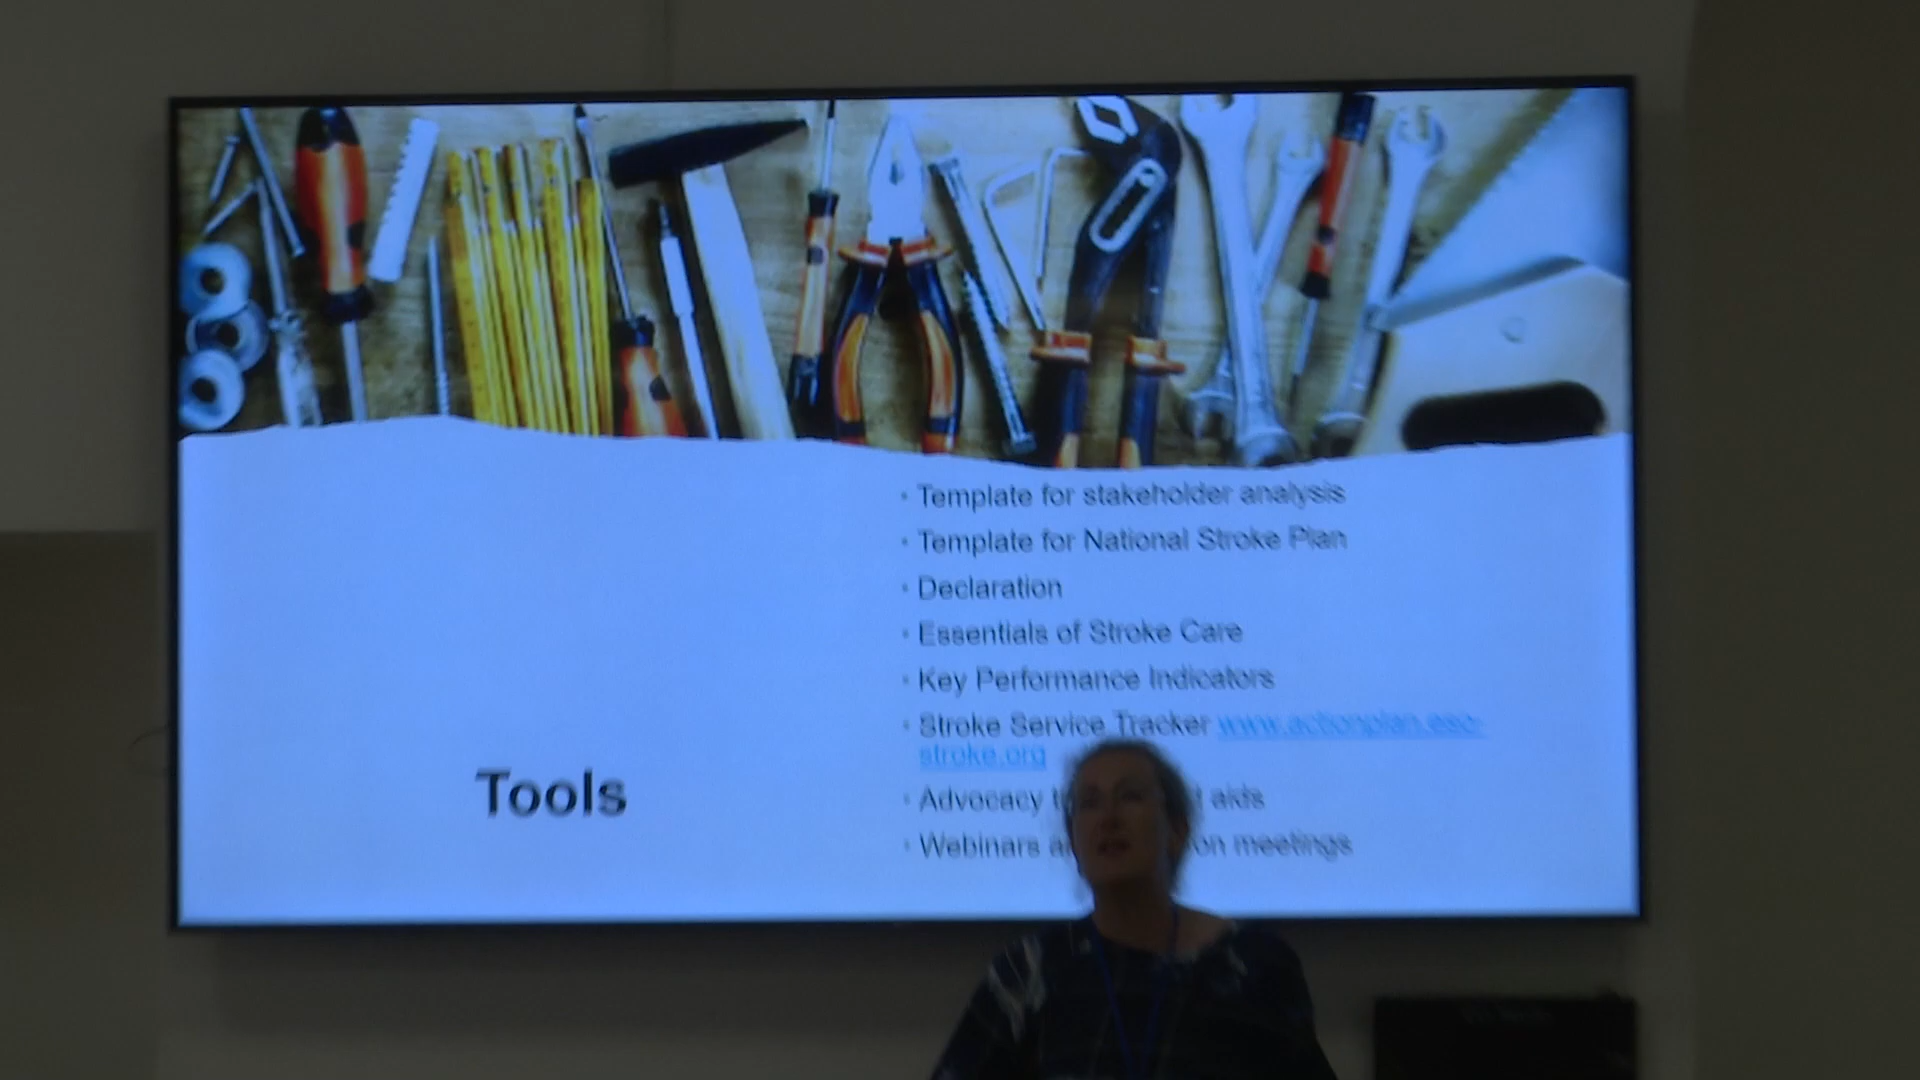 • Template for stakeholder analysis
• Template for National Stroke Plan
• Declaration
• Essentials of Stroke Care
• Key Performance Indicators
• Stroke Service Tracker www.actionplan.eso-
stroke.org
• Advocacy aids
• Webinars meetings
Tools